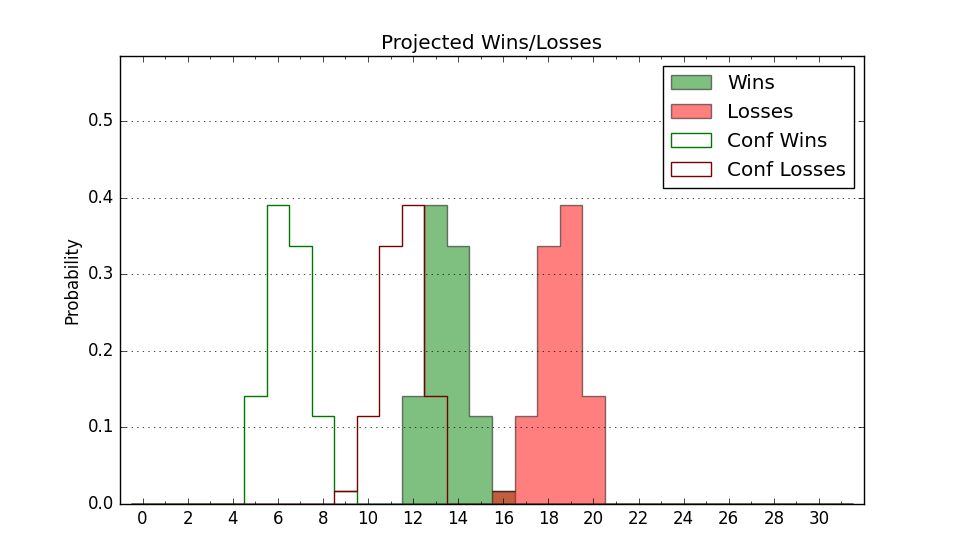 Projected Wins/Losses
Wins
Losses
Conf Wins
Conf Losses
Probability
0.5
0.4
0.3
0.2
0.1
0.0
0 2 4 6 8 10 12 14 16 18 20 22 24 26 28 30